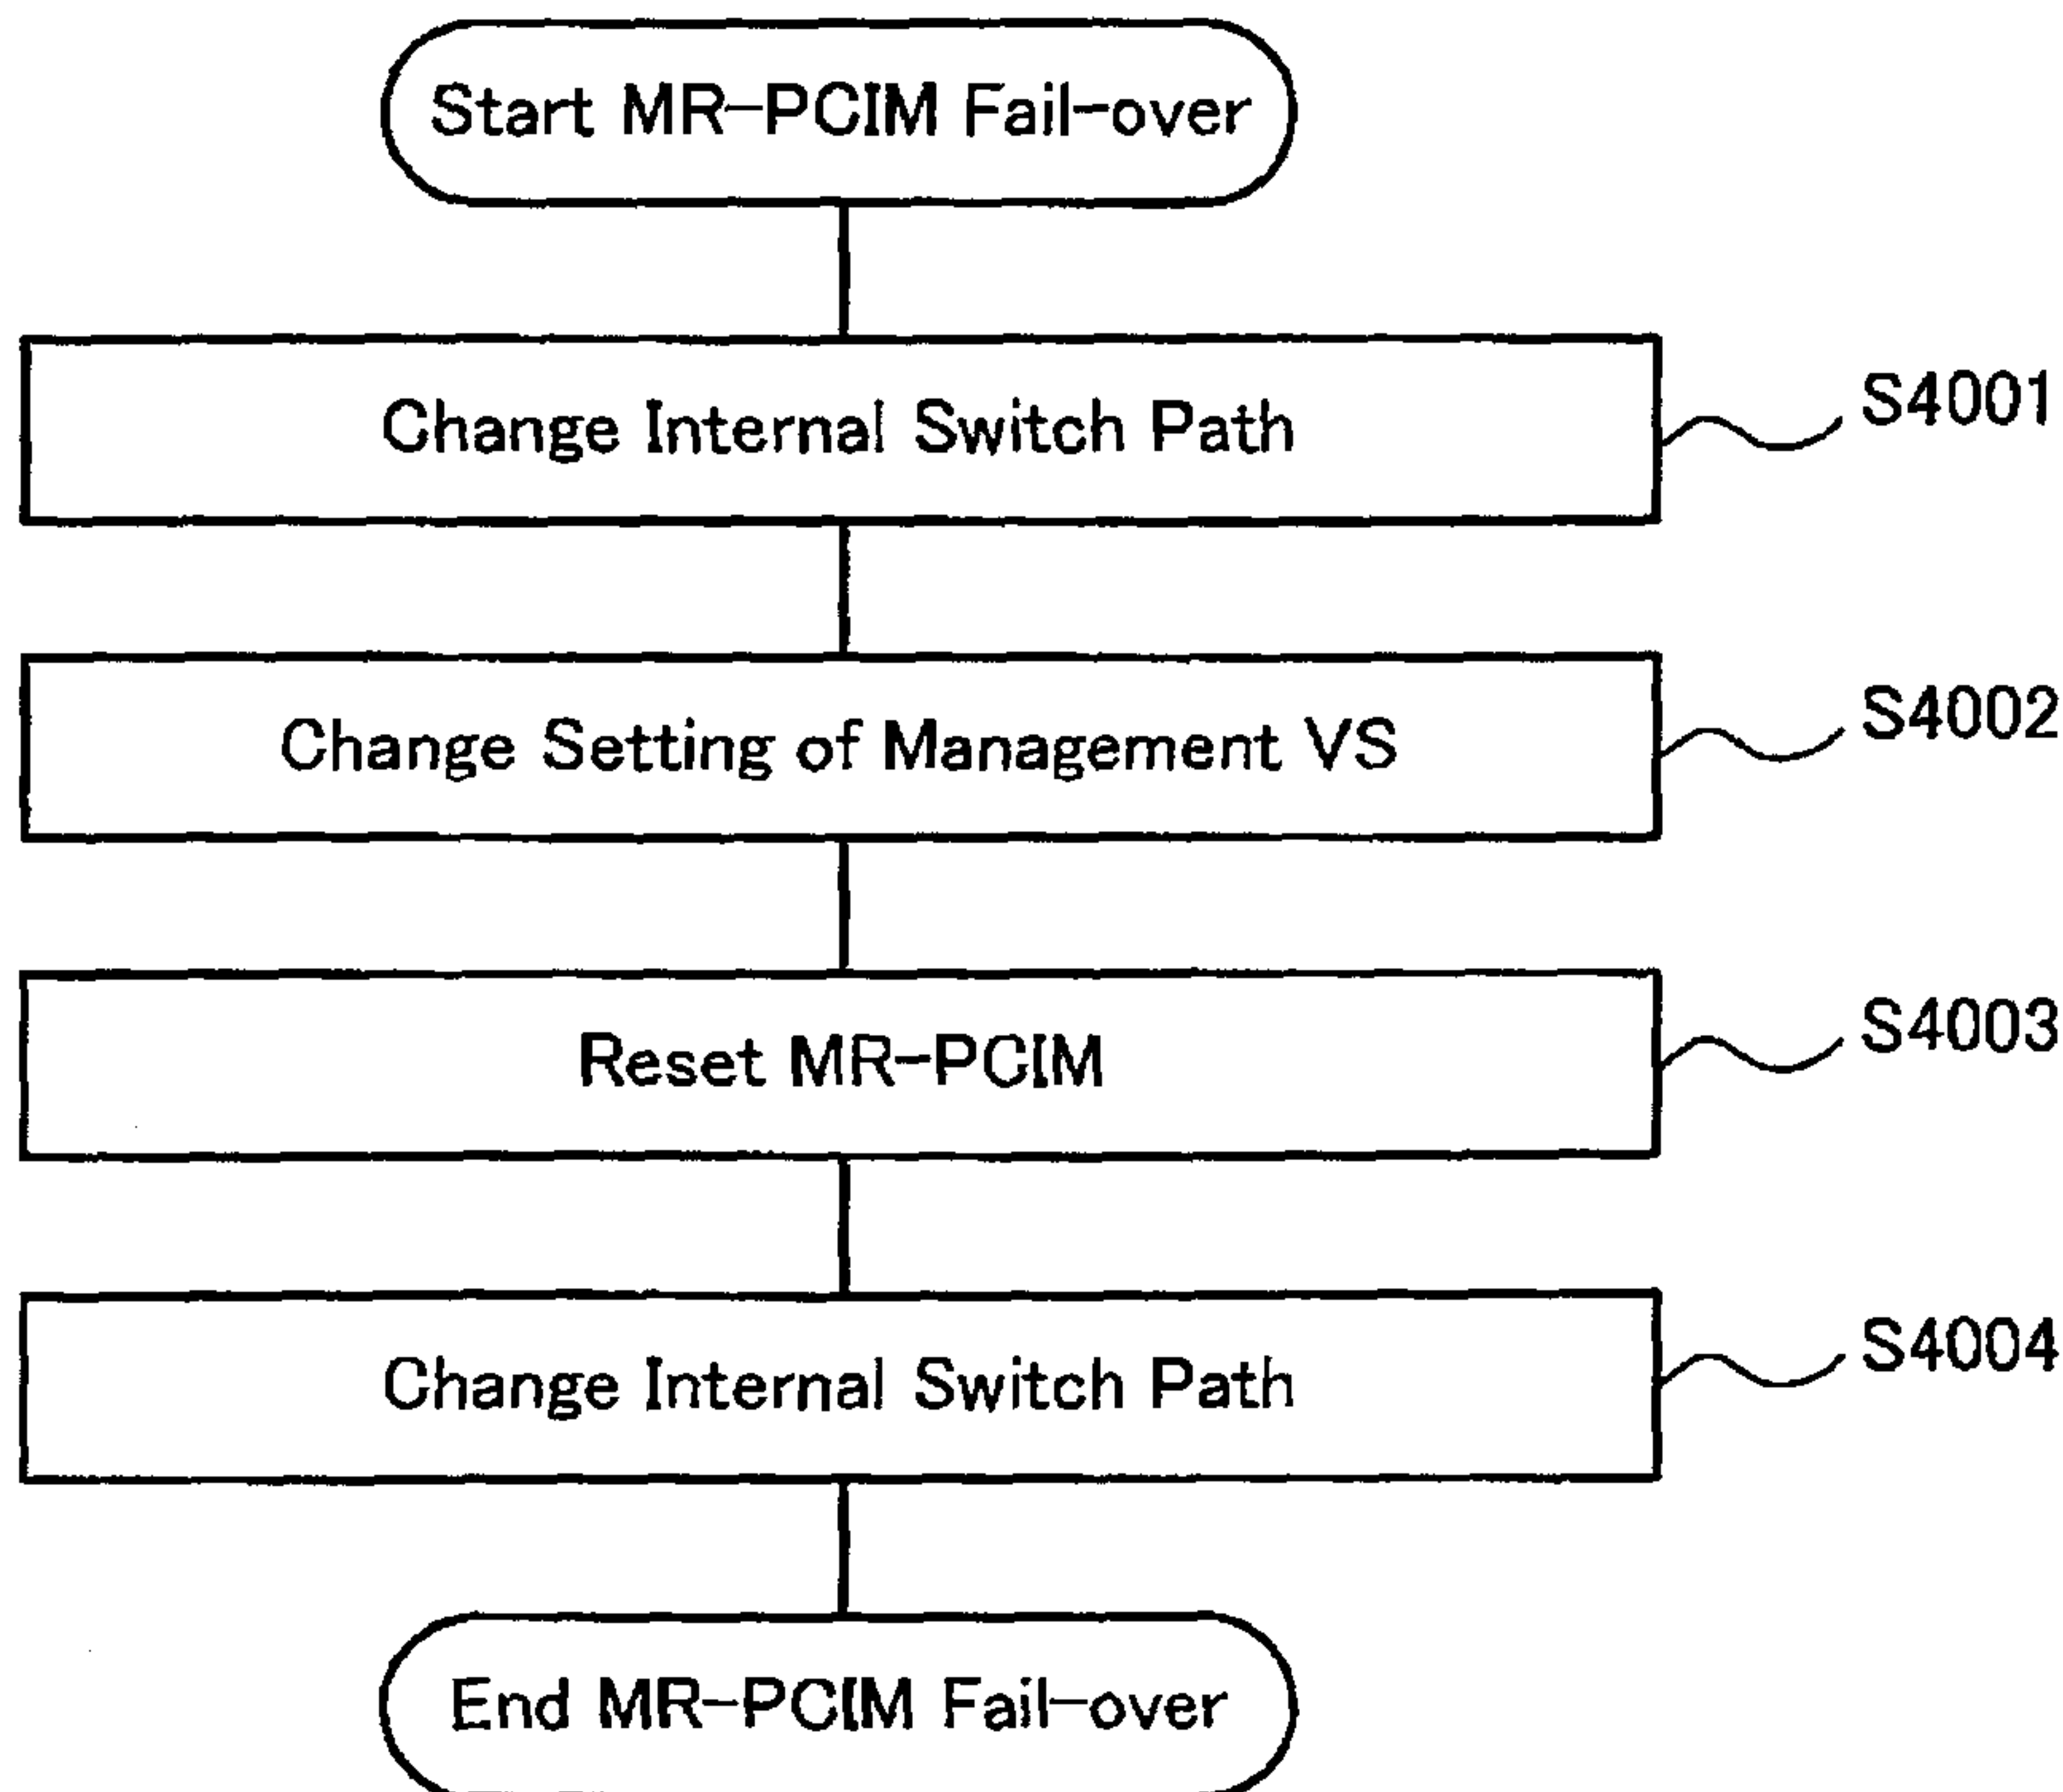 Start MR-PCIM Fail-over
Change Internal Switch Path
S4001
Change Setting of Management VS
S4002
Reset MR-PCIM
S4003
Change Internal Switch Path
S4004
End MR-PCIM Fail-over